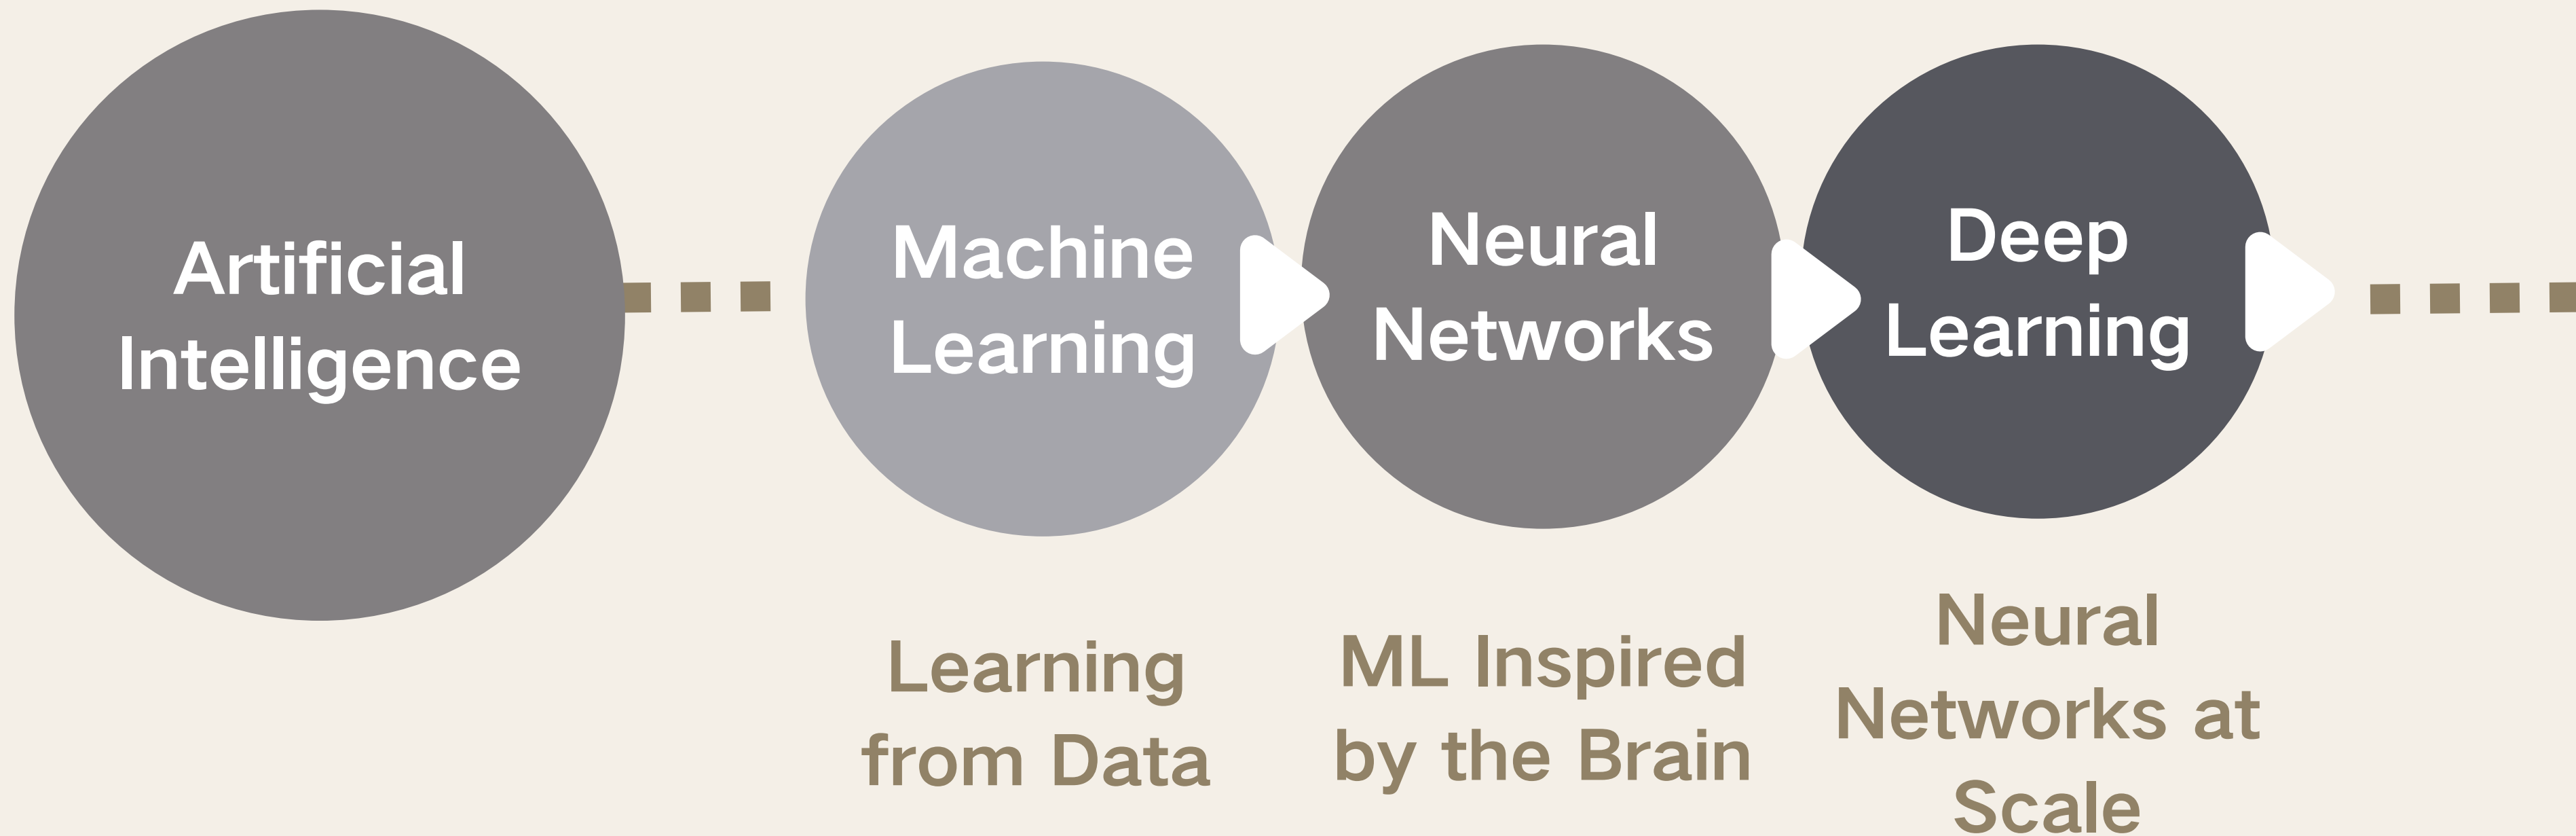 Artificial
Intelligence
Machine
Learning
Neural
Networks
Deep
Learning
Learning
from Data
ML Inspired
by the Brain
Neural
Networks at
Scale